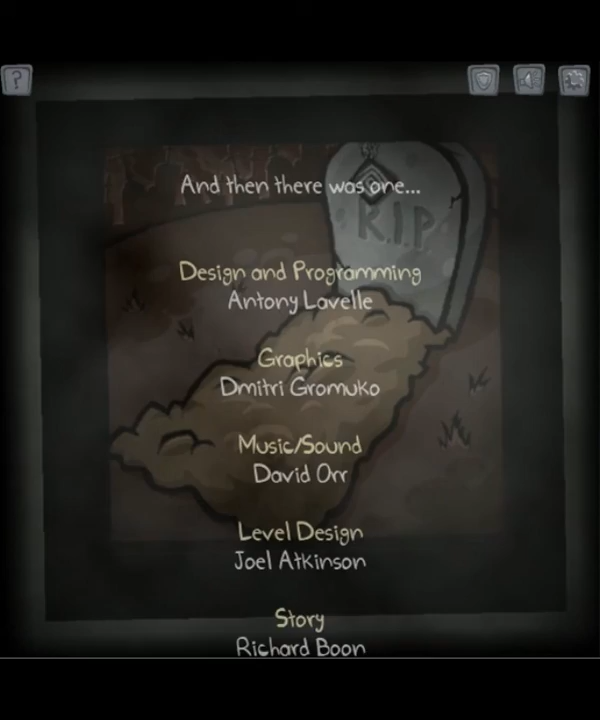 ?
And then there was one...
R.I.P
Design and Programming
Antony Lavelle
Graphics
Dmitri Gromuko
Music/Sound
David Orr
Level Design
Joel Atkinson
Story
Richard Boon